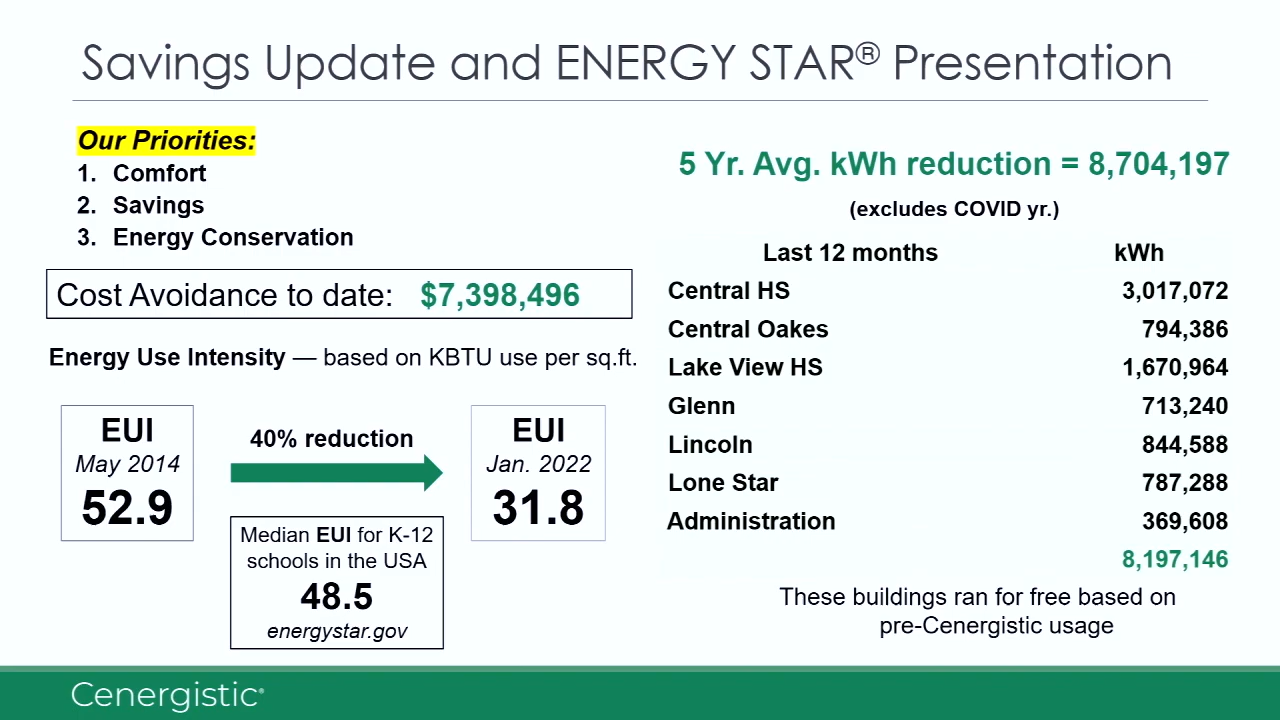 Savings Update and ENERGY STAR® Presentation
Our Priorities:
1. Comfort
2. Savings
3. Energy Conservation
Cost Avoidance to date: $7,398,496
Energy Use Intensity — based on KBTU use per sq.ft.
EUI
May 2014
52.9
40% reduction
EUI
Jan. 2022
31.8
Median EUI for K-12
schools in the USA
48.5
energystar.gov
5 Yr. Avg. kWh reduction = 8,704,197
(excludes COVID yr.)
Last 12 months kWh
Central HS 3,017,072
Central Oakes 794,386
Lake View HS 1,670,964
Glenn 713,240
Lincoln 844,588
Lone Star 787,288
Administration 369,608
8,197,146
These buildings ran for free based on
pre-Cenergistic usage
Cenergistic®